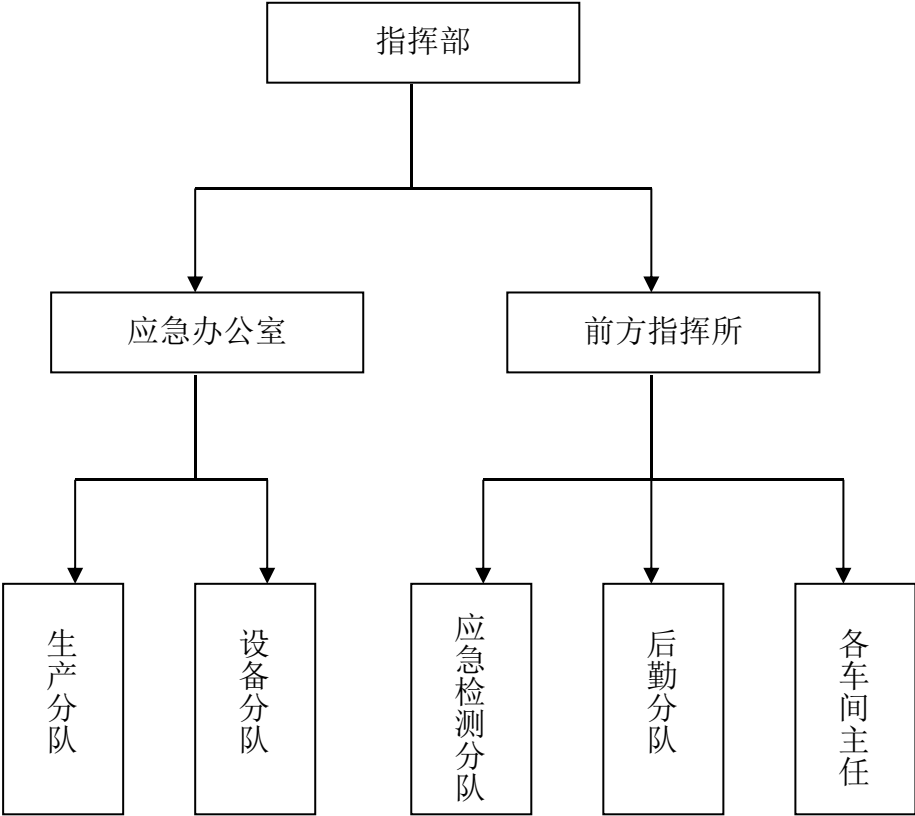 指挥部
应急办公室
前方指挥所
生产分队
设备分队
应急检测分队
后勤分队
各车间主任